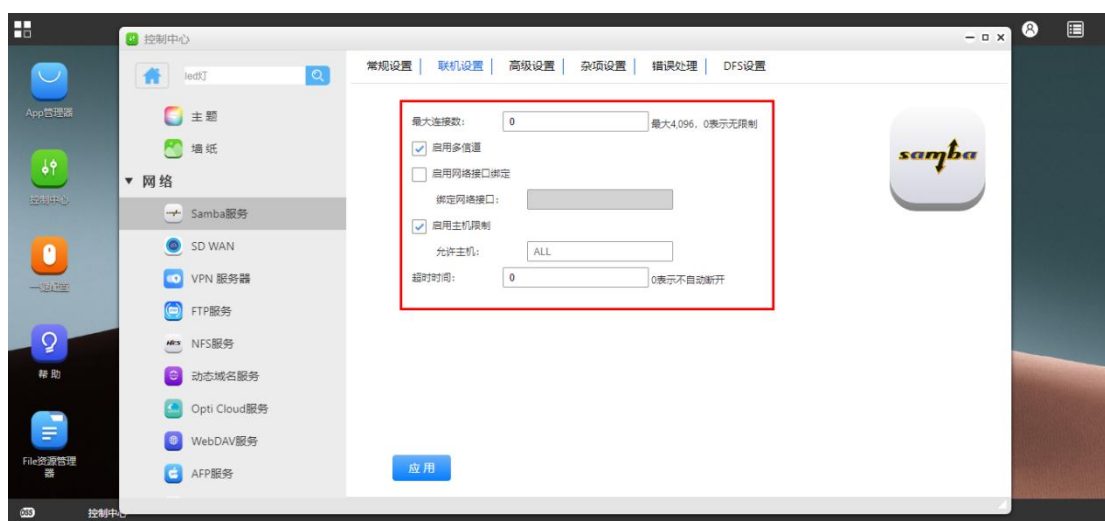 控制中心
App管理器
控制中心
一键配置
帮助
File资源管理器
控制中心
led灯
主题
墙纸
网络
Samba服务
SD WAN
VPN 服务器
FTP服务
NFS服务
动态域名服务
Opti Cloud服务
WebDAV服务
AFP服务
常规设置 | 联机设置 | 高级设置 | 杂项设置 | 错误处理 | DFS设置
最大连接数: 0 最大4,096，0表示无限制
启用多信道
启用网络接口绑定
绑定网络接口:
启用主机限制
允许主机: ALL
超时时间: 0 0表示不自动断开
samba
应用